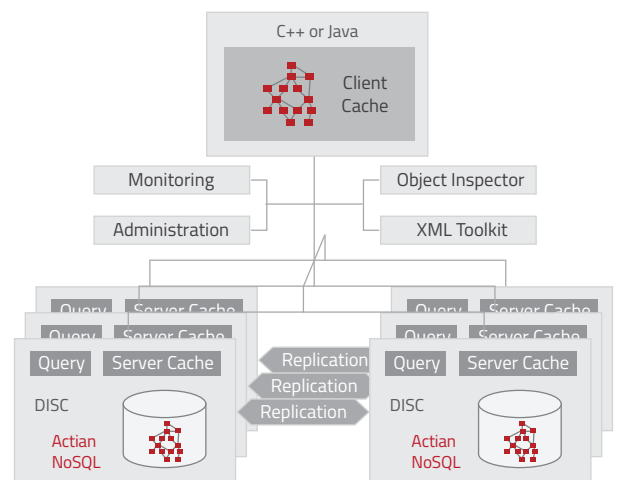 C++ or Java
Client
Cache
Monitoring
Object Inspector
Administration
XML Toolkit
Query
Server Cache
Query
Server Cache
Query
Server Cache
Query
Server Cache
Replication
Replication
Replication
Query
Server Cache
Query
Server Cache
DISC
DISC
Actian
NoSQL
Actian
NoSQL